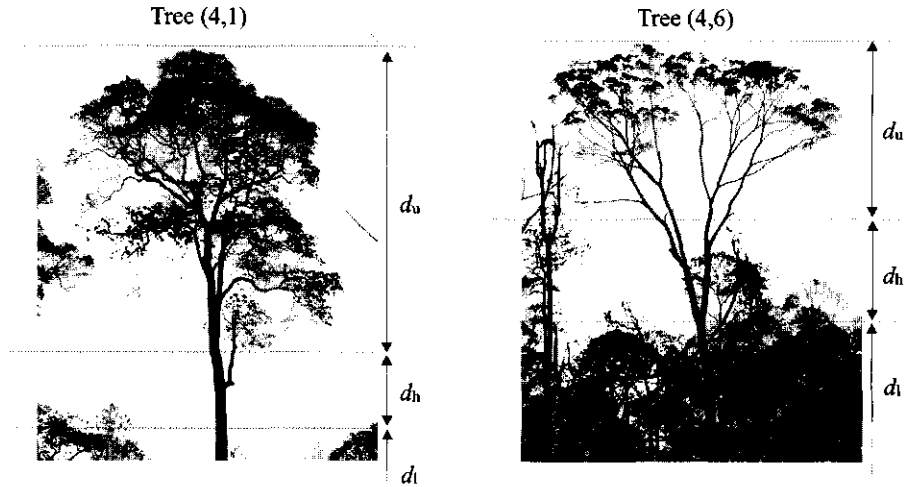 Tree (4,1)
Tree (4,6)
du
dh
dl
du
dh
dl